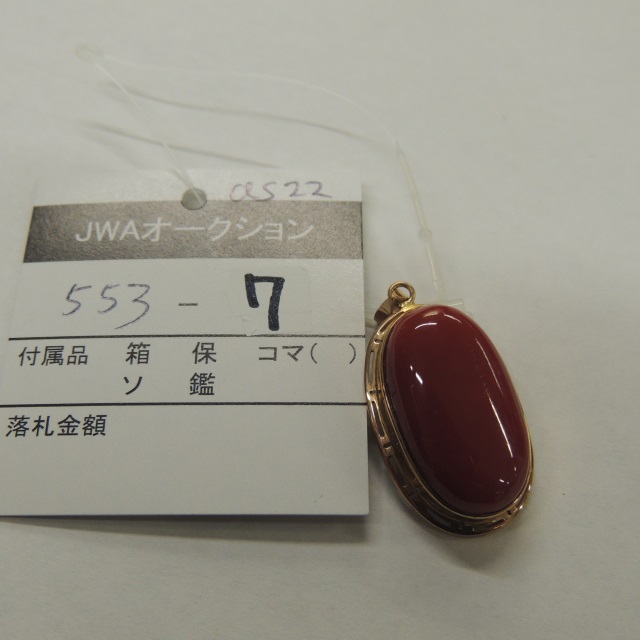 as22
JWAオークション
553-7
付属品 箱 保 コマ( )
ソ 鑑
落札金額